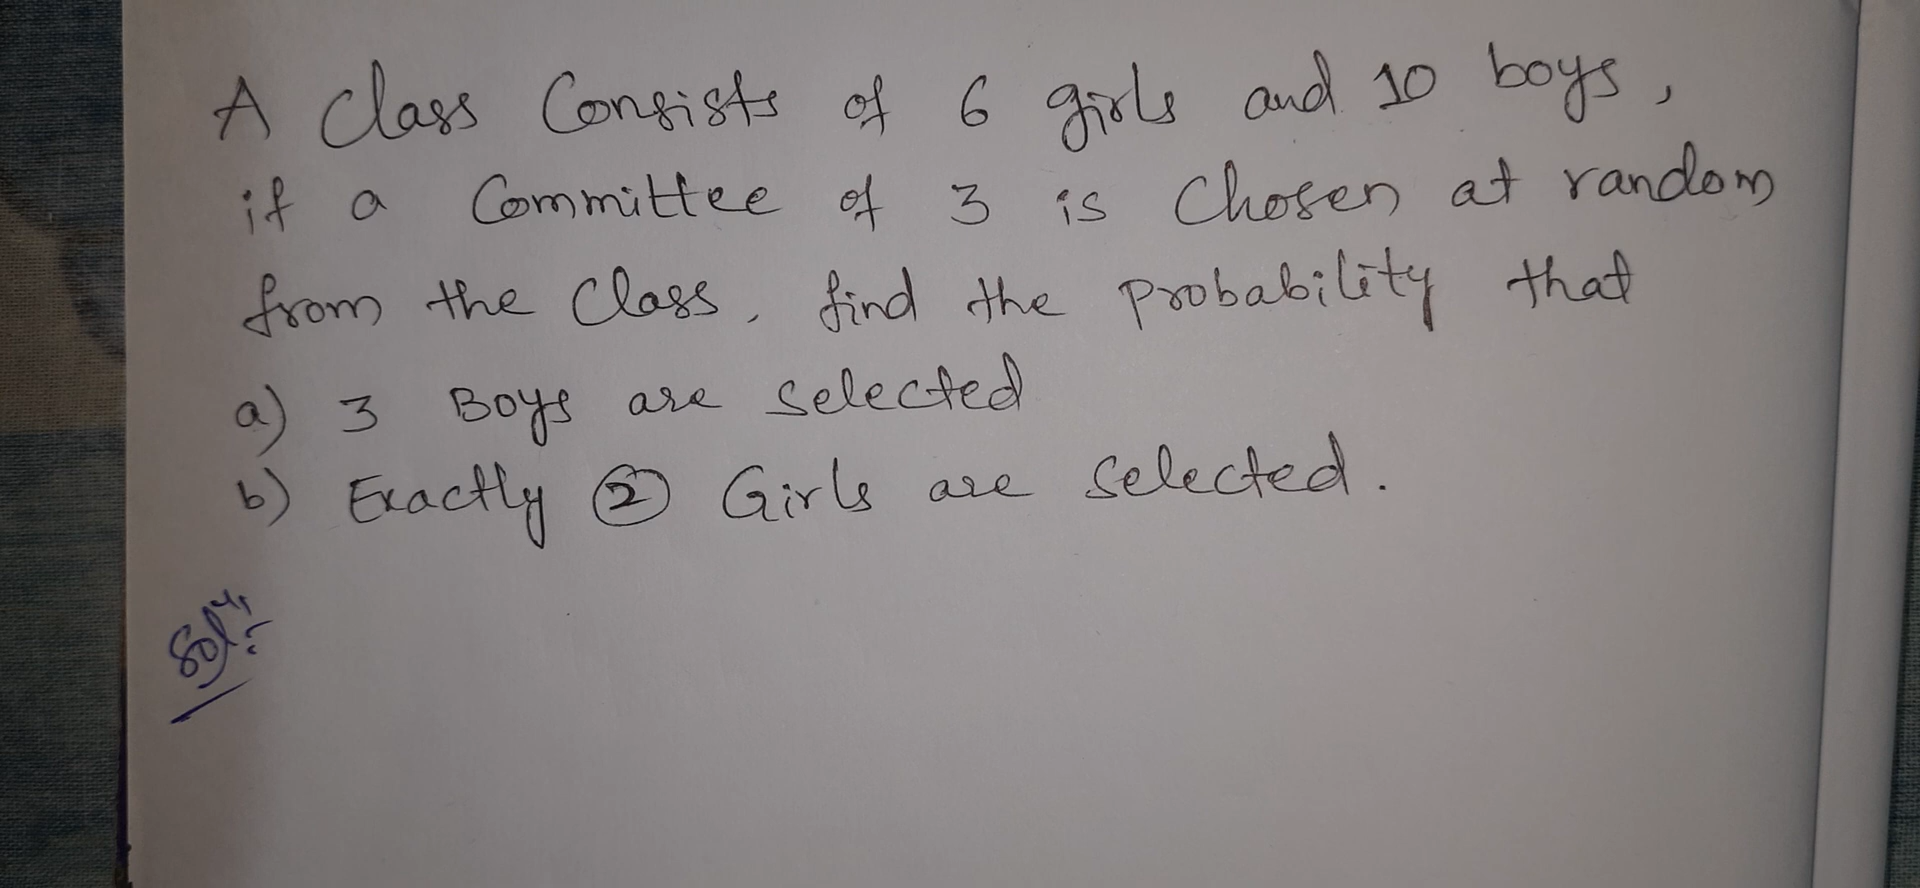 A Class Consists of 6 girls and 10 boys,
if a Committee of 3 is Chosen at random
from the Class, find the probability that
a) 3 Boys are selected
b) Exactly ② Girls are selected.
Solⁿ: